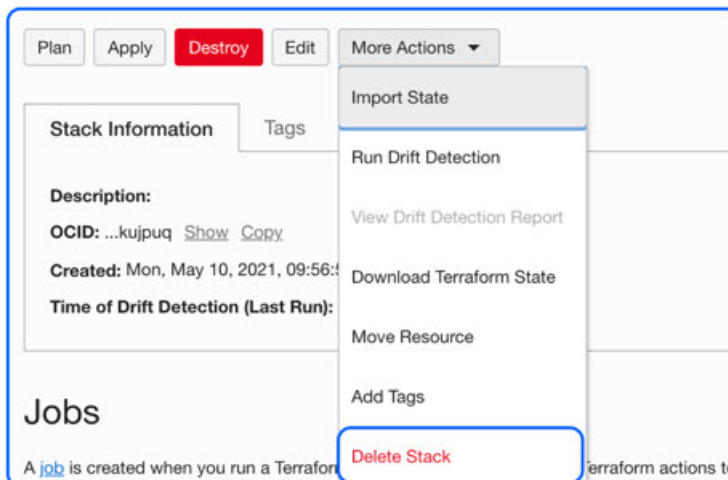 Plan Apply Destroy Edit More Actions
Import State
Stack Information Tags
Run Drift Detection
Description:
View Drift Detection Report
OCID: ...kujpuq Show Copy
Created: Mon, May 10, 2021, 09:56:
Download Terraform State
Time of Drift Detection (Last Run):
Move Resource
Add Tags
Jobs
Delete Stack
A job is created when you run a Terraform actions